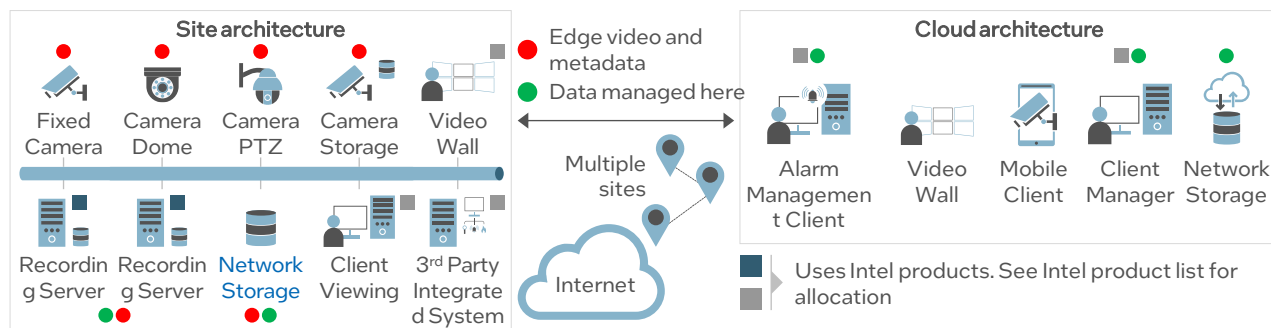 Site architecture
Fixed
Camera
Camera
Dome
Camera
PTZ
Camera
Storage
Video
Wall
Recordin
g Server
Recordin
g Server
Network
Storage
Client
Viewing
3rd Party
Integrate
d System
Edge video and
metadata
Data managed here
Multiple
sites
Internet
Cloud architecture
Alarm
Managemen
t Client
Video
Wall
Mobile
Client
Client
Manager
Network
Storage
Uses Intel products. See Intel product list for
allocation